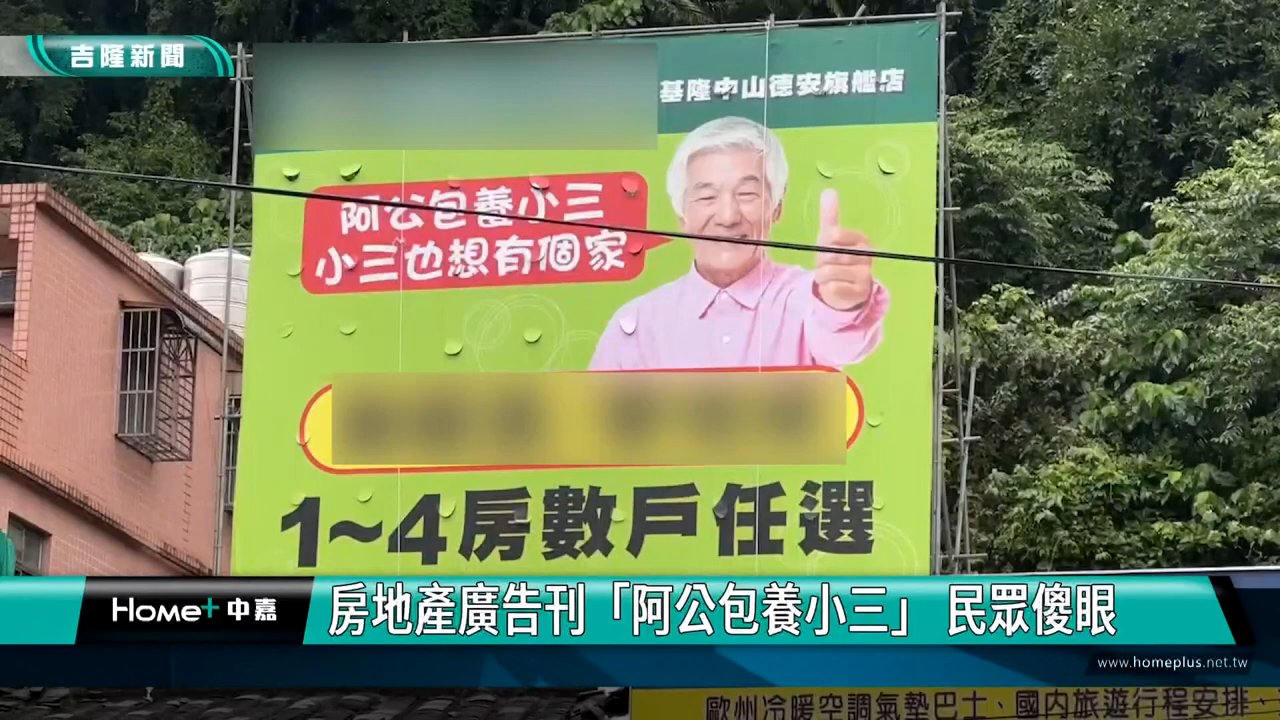 吉隆新聞
基隆中山德安旗艦店
阿公包養小三
小三也想有個家
1~4房數戶任選
Home+中嘉
房地產廣告刊「阿公包養小三」 民眾傻眼
www.homeplus.net.tw
歐州冷暖空調氣墊巴士、國內旅遊行程安排、